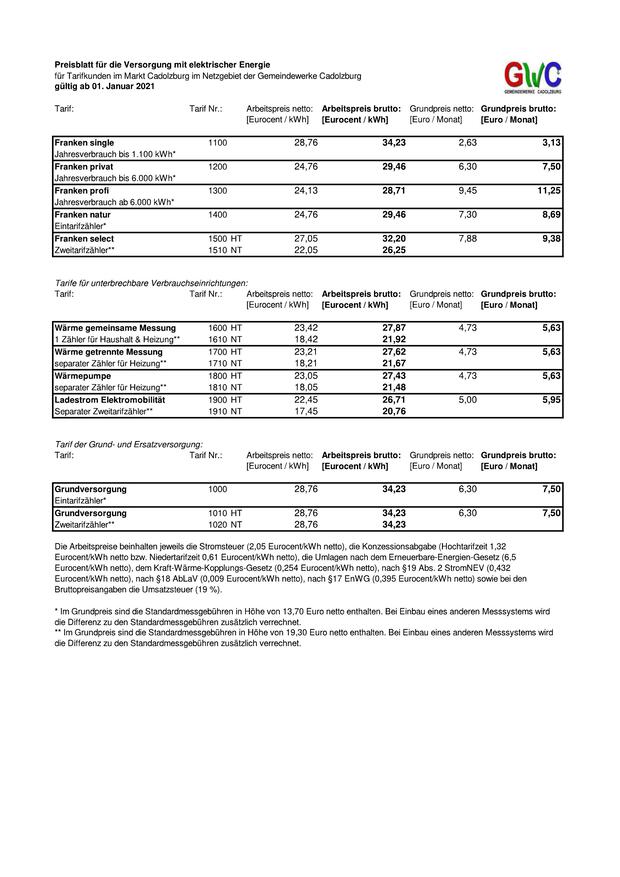 Preisblatt für die Versorgung mit elektrischer Energie
für Tarifkunden im Markt Cadolzburg im Netzgebiet der Gemeindewerke Cadolzburg
gültig ab 01. Januar 2021
GWC
GEMEINDEWERKE CADOLZBURG
Tarif: Tarif Nr.: Arbeitspreis netto: Arbeitspreis brutto: Grundpreis netto: Grundpreis brutto:
[Eurocent / kWh] [Eurocent / kWh] [Euro / Monat] [Euro / Monat]
Franken single 1100 28,76 34,23 2,63 3,13
Jahresverbrauch bis 1.100 kWh*
Franken privat 1200 24,76 29,46 6,30 7,50
Jahresverbrauch bis 6.000 kWh*
Franken profi 1300 24,13 28,71 9,45 11,25
Jahresverbrauch ab 6.000 kWh*
Franken natur 1400 24,76 29,46 7,30 8,69
Eintarifzähler*
Franken select 1500 HT 27,05 32,20 7,88 9,38
Zweitarifzähler** 1510 NT 22,05 26,25
Tarife für unterbrechbare Verbrauchseinrichtungen:
Tarif: Tarif Nr.: Arbeitspreis netto: Arbeitspreis brutto: Grundpreis netto: Grundpreis brutto:
[Eurocent / kWh] [Eurocent / kWh] [Euro / Monat] [Euro / Monat]
Wärme gemeinsame Messung 1600 HT 23,42 27,87 4,73 5,63
1 Zähler für Haushalt & Heizung** 1610 NT 18,42 21,92
Wärme getrennte Messung 1700 HT 23,21 27,62 4,73 5,63
separater Zähler für Heizung** 1710 NT 18,21 21,67
Wärmepumpe 1800 HT 23,05 27,43 4,73 5,63
separater Zähler für Heizung** 1810 NT 18,05 21,48
Ladestrom Elektromobilität 1900 HT 22,45 26,71 5,00 5,95
Separater Zweitarifzähler** 1910 NT 17,45 20,76
Tarif der Grund- und Ersatzversorgung:
Tarif: Tarif Nr.: Arbeitspreis netto: Arbeitspreis brutto: Grundpreis netto: Grundpreis brutto:
[Eurocent / kWh] [Eurocent / kWh] [Euro / Monat] [Euro / Monat]
Grundversorgung 1000 28,76 34,23 6,30 7,50
Eintarifzähler*
Grundversorgung 1010 HT 28,76 34,23 6,30 7,50
Zweitarifzähler** 1020 NT 28,76 34,23
Die Arbeitspreise beinhalten jeweils die Stromsteuer (2,05 Eurocent/kWh netto), die Konzessionsabgabe (Hochtarifzeit 1,32
Eurocent/kWh netto bzw. Niedertarifzeit 0,61 Eurocent/kWh netto), die Umlagen nach dem Erneuerbare-Energien-Gesetz (6,5
Eurocent/kWh netto), dem Kraft-Wärme-Kopplungs-Gesetz (0,254 Eurocent/kWh netto), nach §19 Abs. 2 StromNEV (0,432
Eurocent/kWh netto), nach §18 AbLaV (0,009 Eurocent/kWh netto), nach §17 EnWG (0,395 Eurocent/kWh netto) sowie bei den
Bruttopreisangaben die Umsatzsteuer (19 %).
* Im Grundpreis sind die Standardmessgebühren in Höhe von 13,70 Euro netto enthalten. Bei Einbau eines anderen Messsystems wird
die Differenz zu den Standardmessgebühren zusätzlich verrechnet.
** Im Grundpreis sind die Standardmessgebühren in Höhe von 19,30 Euro netto enthalten. Bei Einbau eines anderen Messsystems wird
die Differenz zu den Standardmessgebühren zusätzlich verrechnet.